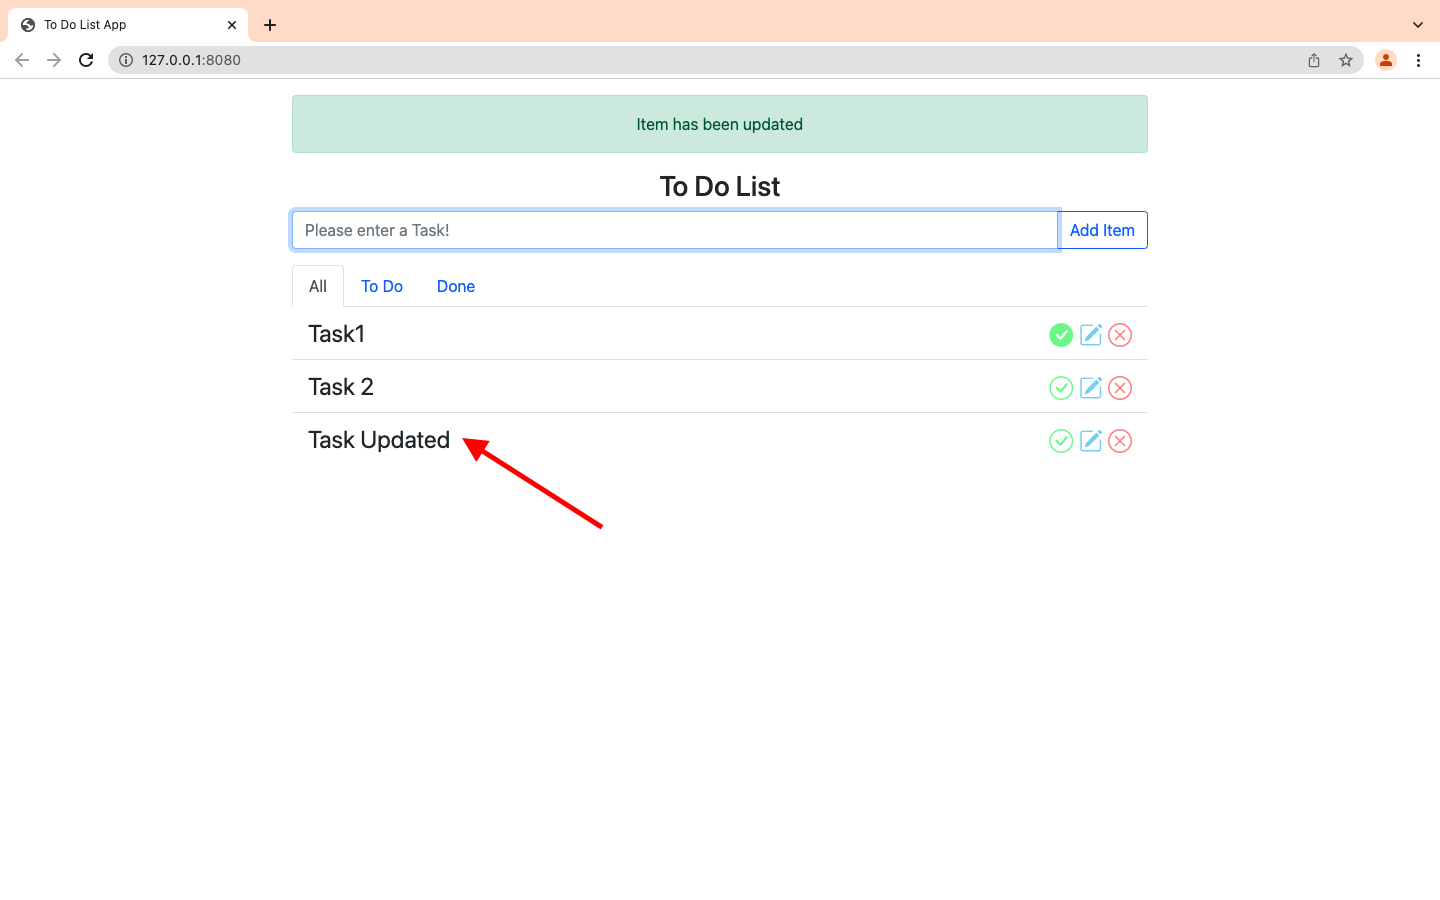 To Do List App
127.0.0.1:8080
Item has been updated
To Do List
Please enter a Task!
Add Item
All
To Do
Done
Task1
Task 2
Task Updated